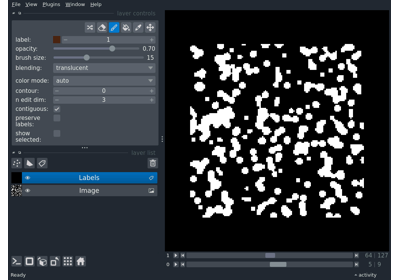 File View Plugins Window Help
layer controls
label: 1
opacity: 0.70
brush size: 15
blending: translucent
color mode: auto
contour: 0
n edit dim: 3
contiguous:
preserve
labels:
show
selected:
layer list
Labels
Image
1 64 127
0 5 9
Ready activity